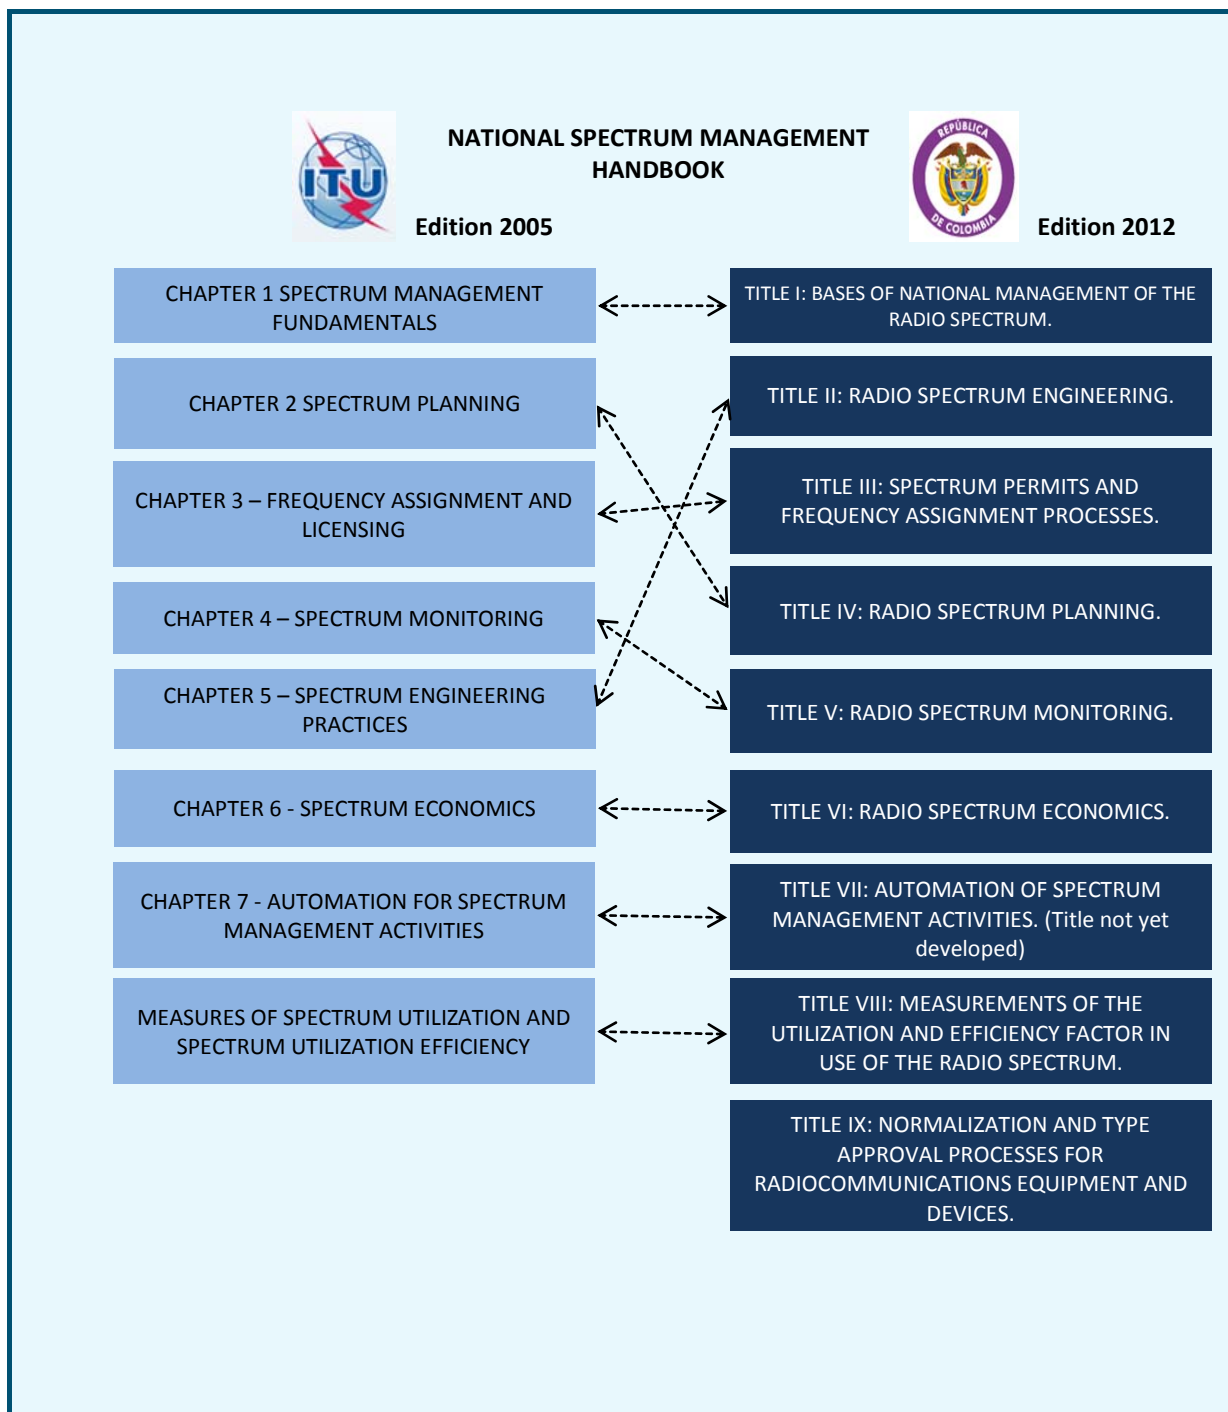 NATIONAL SPECTRUM MANAGEMENT
HANDBOOK
ITU
Edition 2005
REPÚBLICA
DE COLOMBIA
Edition 2012
CHAPTER 1 SPECTRUM MANAGEMENT
FUNDAMENTALS
TITLE I: BASES OF NATIONAL MANAGEMENT OF THE
RADIO SPECTRUM.
CHAPTER 2 SPECTRUM PLANNING
TITLE II: RADIO SPECTRUM ENGINEERING.
CHAPTER 3 – FREQUENCY ASSIGNMENT AND
LICENSING
TITLE III: SPECTRUM PERMITS AND
FREQUENCY ASSIGNMENT PROCESSES.
CHAPTER 4 – SPECTRUM MONITORING
TITLE IV: RADIO SPECTRUM PLANNING.
CHAPTER 5 – SPECTRUM ENGINEERING
PRACTICES
TITLE V: RADIO SPECTRUM MONITORING.
CHAPTER 6 - SPECTRUM ECONOMICS
TITLE VI: RADIO SPECTRUM ECONOMICS.
CHAPTER 7 - AUTOMATION FOR SPECTRUM
MANAGEMENT ACTIVITIES
TITLE VII: AUTOMATION OF SPECTRUM
MANAGEMENT ACTIVITIES. (Title not yet
developed)
MEASURES OF SPECTRUM UTILIZATION AND
SPECTRUM UTILIZATION EFFICIENCY
TITLE VIII: MEASUREMENTS OF THE
UTILIZATION AND EFFICIENCY FACTOR IN
USE OF THE RADIO SPECTRUM.
TITLE IX: NORMALIZATION AND TYPE
APPROVAL PROCESSES FOR
RADIOCOMMUNICATIONS EQUIPMENT AND
DEVICES.